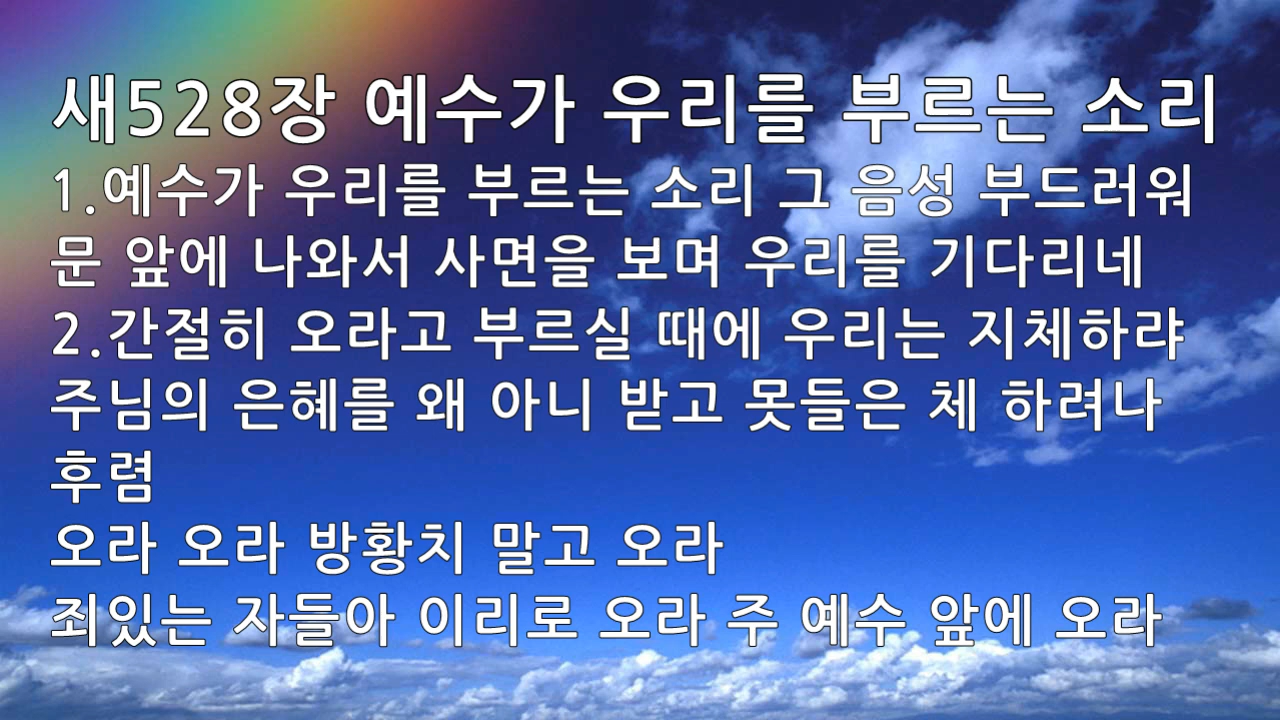 새528장 예수가 우리를 부르는 소리
1.예수가 우리를 부르는 소리 그 음성 부드러워
문 앞에 나와서 사면을 보며 우리를 기다리네
2.간절히 오라고 부르실 때에 우리는 지체하랴
주님의 은혜를 왜 아니 받고 못들은 체 하려나
후렴
오라 오라 방황치 말고 오라
죄있는 자들아 이리로 오라 주 예수 앞에 오라